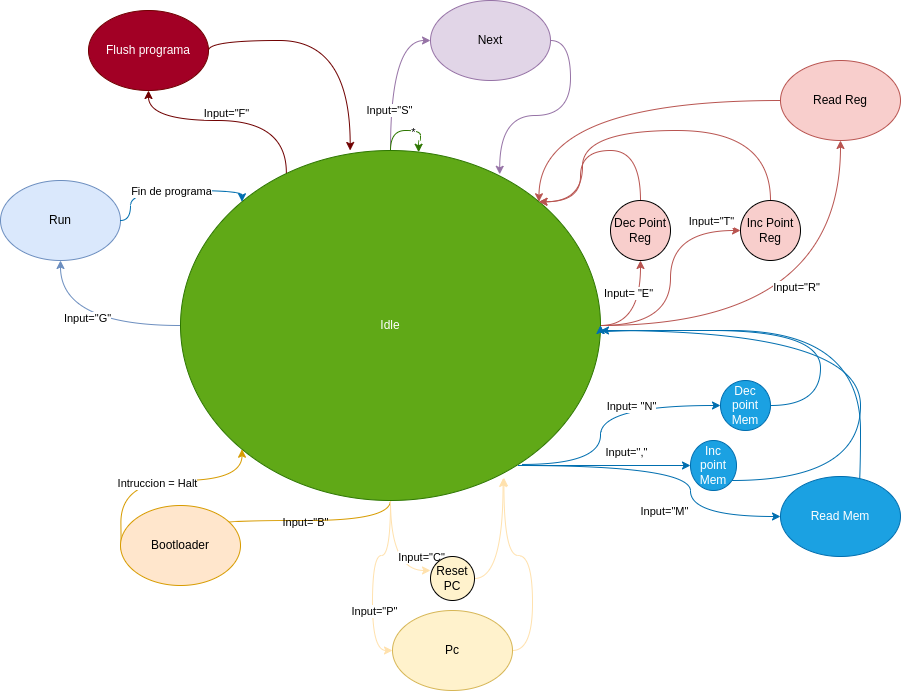 Flush programa
Next
Input="F"
Input="S"
*
Read Reg
Fin de programa
Run
Dec Point
Reg
Inc Point
Reg
Input="T"
Input= "E"
Input="R"
Input="G"
Idle
Dec
point
Mem
Input= "N"
Input=","
Inc
point
Mem
Intruccion = Halt
Input="M"
Read Mem
Input="B"
Bootloader
Input="C"
Reset
PC
Input="P"
Pc